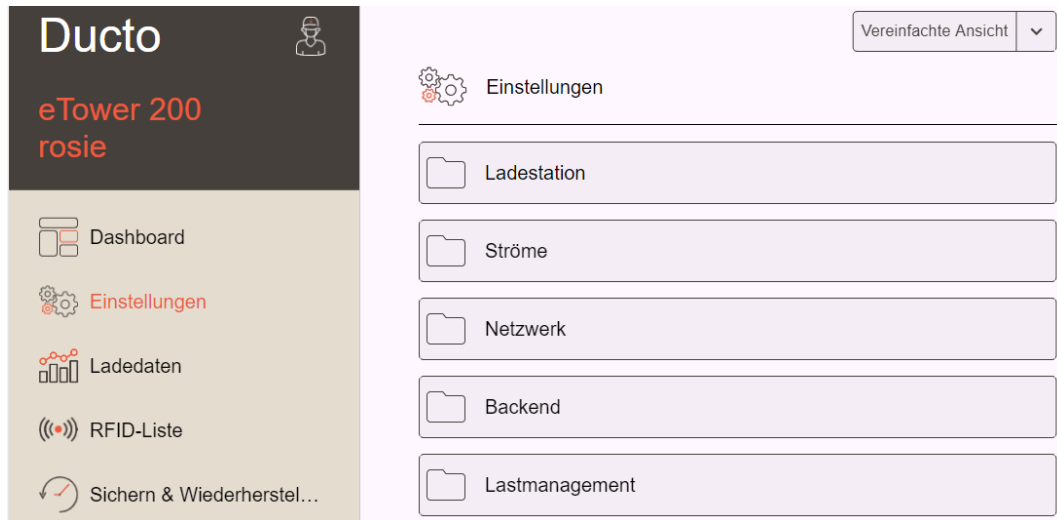 Ducto
eTower 200
rosie
Dashboard
Einstellungen
Ladedaten
RFID-Liste
Sichern & Wiederherstel...
Vereinfachte Ansicht
Einstellungen
Ladestation
Ströme
Netzwerk
Backend
Lastmanagement